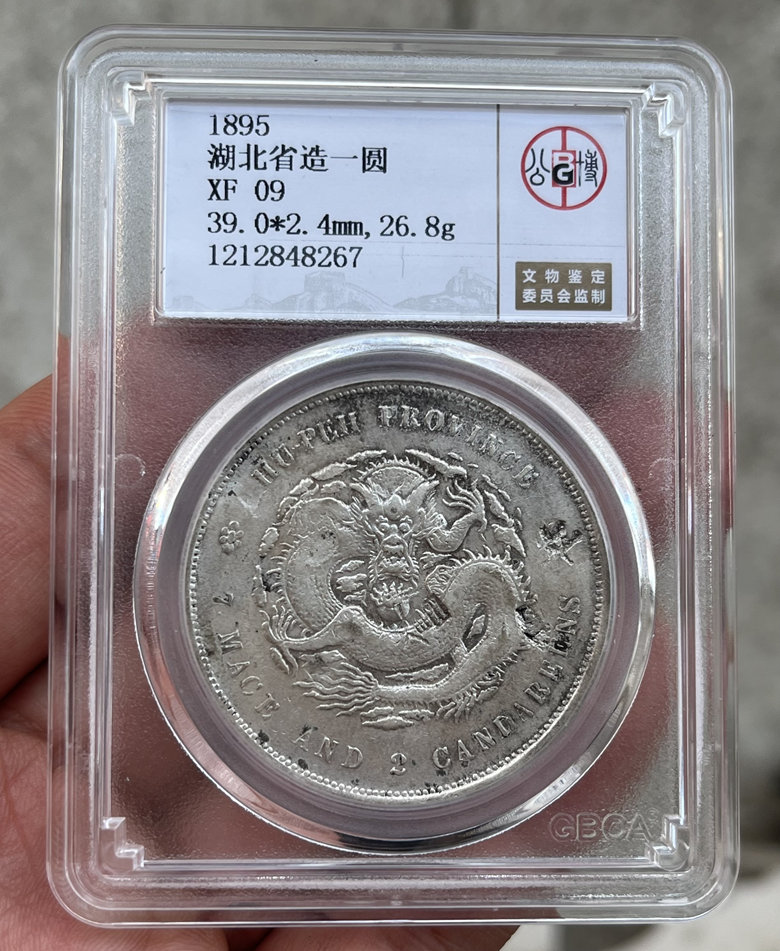 1895
湖北省造一圆
XF 09
39.0*2.4mm, 26.8g
1212848267
公 BG 博
文物鉴定
委员会监制
HU-PEH PROVINCE
7 MACE AND 2 CANDAREENS
GBCA